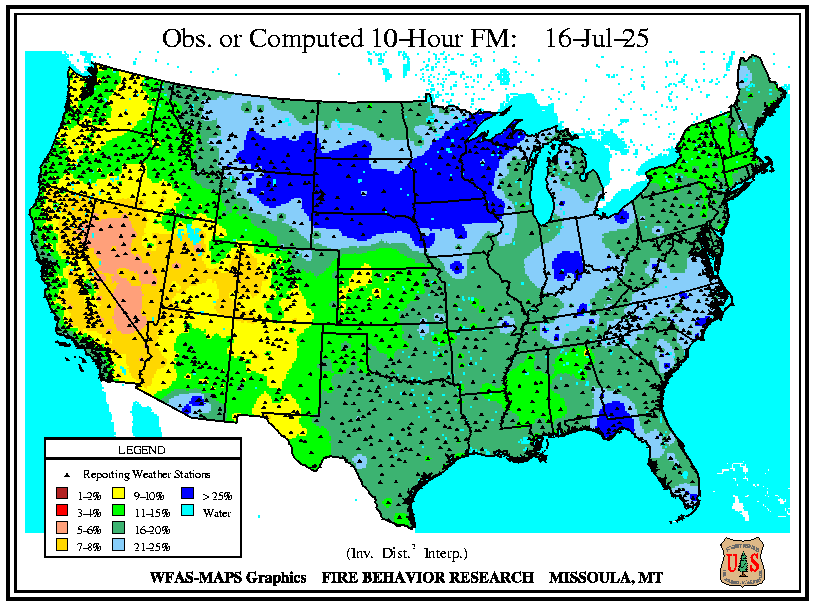 Obs. or Computed 10-Hour FM: 16-Jul-25
LEGEND
Reporting Weather Stations
1-2% 9-10% > 25%
3-4% 11-15% Water
5-6% 16-20%
7-8% 21-25%
(Inv. Dist.² Interp.)
WFAS-MAPS Graphics FIRE BEHAVIOR RESEARCH MISSOULA, MT
U S